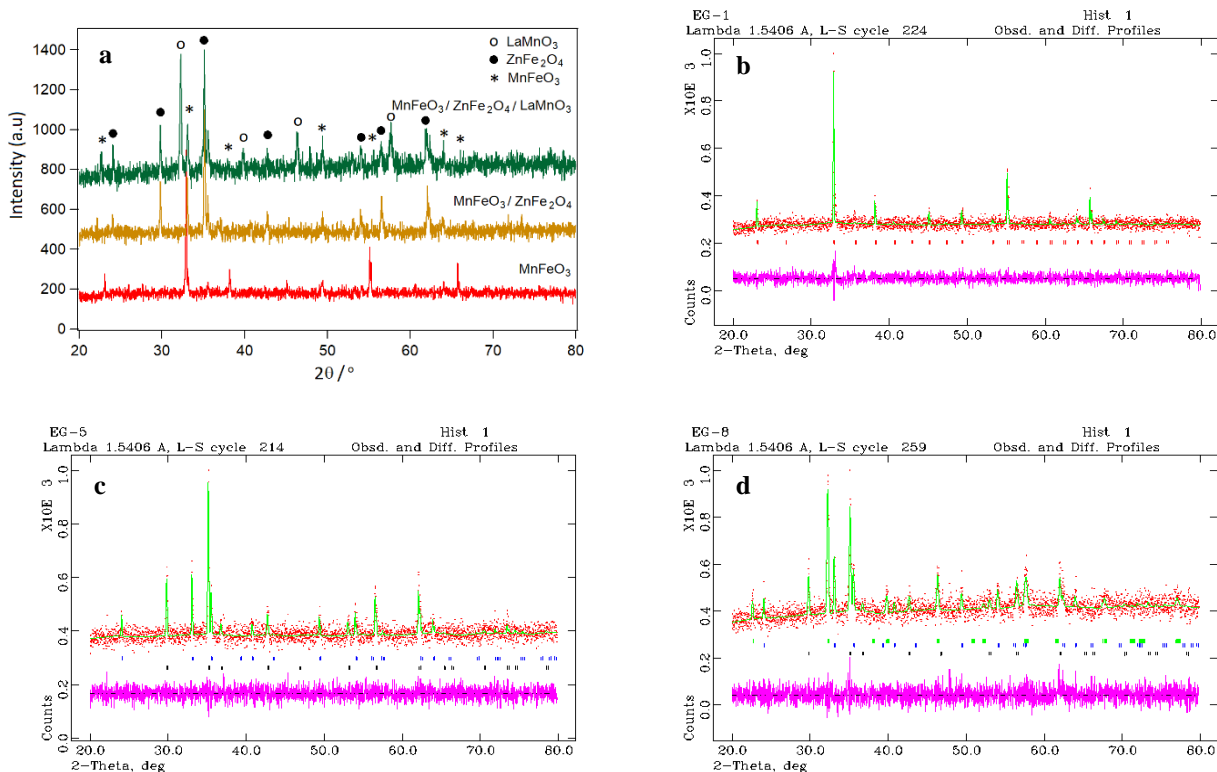 a
o LaMnO₃
● ZnFe₂O₄
* MnFeO₃
MnFeO₃/ ZnFe₂O₄ / LaMnO₃
MnFeO₃/ ZnFe₂O₄
MnFeO₃
Intensity (a.u)
1400
1200
1000
800
600
400
200
0
20 30 40 50 60 70 80
2θ/°
EG-1 Hist 1
Lambda 1.5406 A, L-S cycle 224 Obsd. and Diff. Profiles
b
X10E 3
Counts
1.0
0.8
0.6
0.4
0.2
0.0
20.0 30.0 40.0 50.0 60.0 70.0 80.0
2-Theta, deg
EG-5 Hist 1
Lambda 1.5406 A, L-S cycle 214 Obsd. and Diff. Profiles
c
X10E 3
Counts
1.0
0.8
0.6
0.4
0.2
0.0
20.0 30.0 40.0 50.0 60.0 70.0 80.0
2-Theta, deg
EG-8 Hist 1
Lambda 1.5406 A, L-S cycle 259 Obsd. and Diff. Profiles
d
X10E 3
Counts
1.0
0.8
0.6
0.4
0.2
0.0
20.0 30.0 40.0 50.0 60.0 70.0 80.0
2-Theta, deg